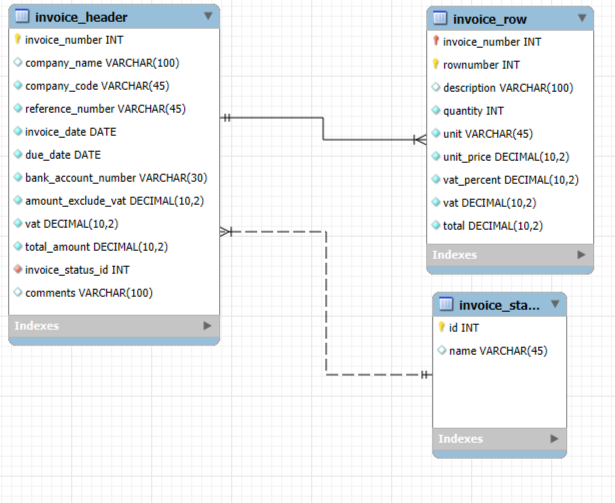 invoice_header
invoice_number INT
company_name VARCHAR(100)
company_code VARCHAR(45)
reference_number VARCHAR(45)
invoice_date DATE
due_date DATE
bank_account_number VARCHAR(30)
amount_exclude_vat DECIMAL(10,2)
vat DECIMAL(10,2)
total_amount DECIMAL(10,2)
invoice_status_id INT
comments VARCHAR(100)
Indexes
invoice_row
invoice_number INT
rownumber INT
description VARCHAR(100)
quantity INT
unit VARCHAR(45)
unit_price DECIMAL(10,2)
vat_percent DECIMAL(10,2)
vat DECIMAL(10,2)
total DECIMAL(10,2)
Indexes
invoice_sta...
id INT
name VARCHAR(45)
Indexes